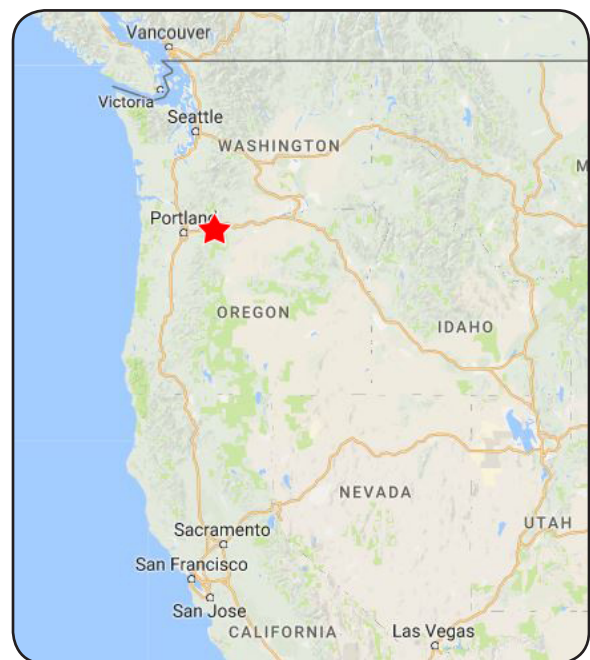 Vancouver
Victoria
Seattle
WASHINGTON
M
Portland
OREGON
IDAHO
NEVADA
UTAH
Sacramento
San Francisco
San Jose
CALIFORNIA
Las Vegas